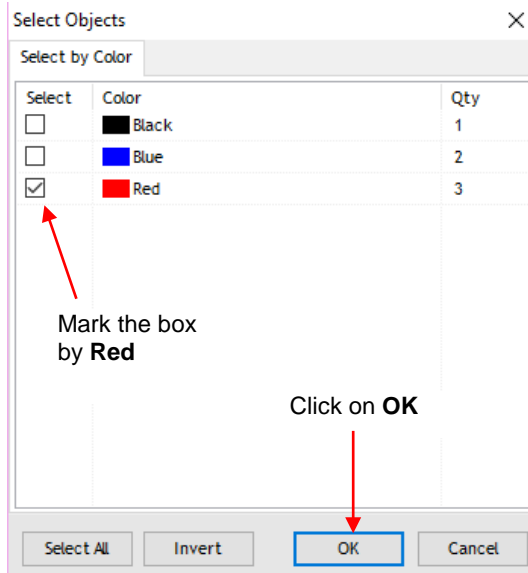 Select Objects
Select by Color
Select Color Qty
Black 1
Blue 2
Red 3
Mark the box
by Red
Click on OK
Select All Invert OK Cancel